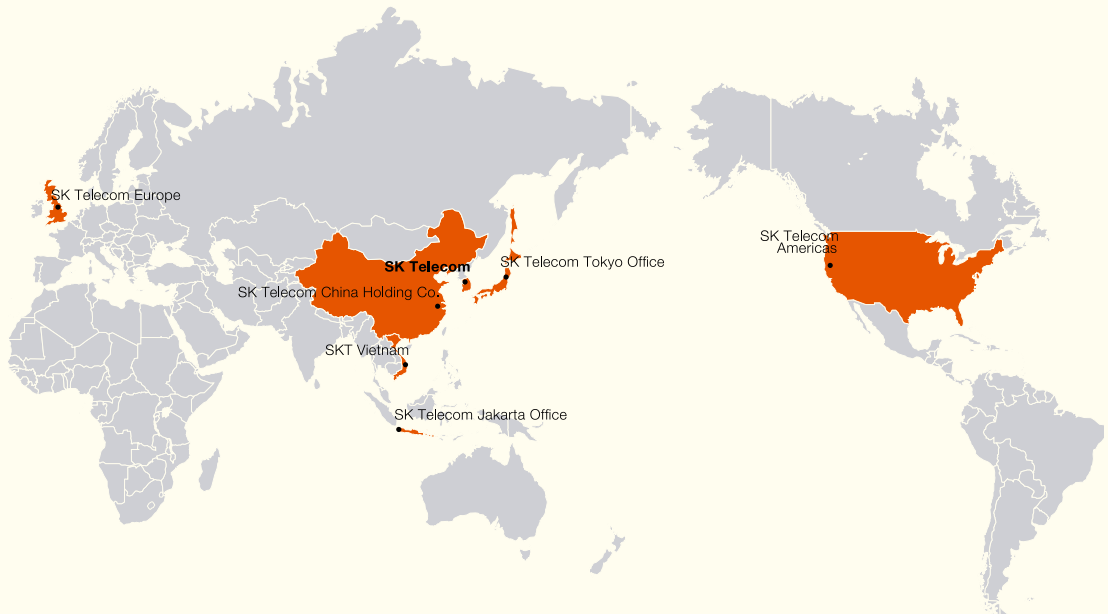 SK Telecom Europe
SK Telecom
Americas
SK Telecom
SK Telecom Tokyo Office
SK Telecom China Holding Co.
SKT Vietnam
SK Telecom Jakarta Office